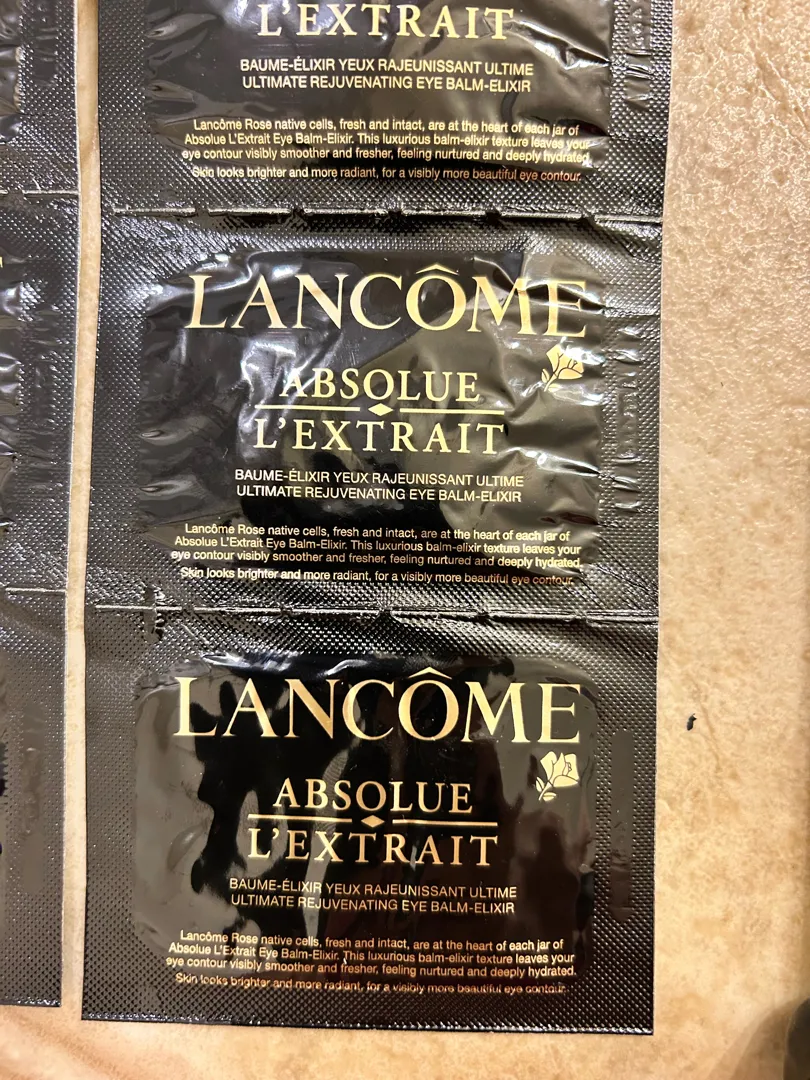 L'EXTRAIT
BAUME-ÉLIXIR YEUX RAJEUNISSANT ULTIME
ULTIMATE REJUVENATING EYE BALM-ELIXIR
Lancôme Rose native cells, fresh and intact, are at the heart of each jar of
Absolue L'Extrait Eye Balm-Elixir. This luxurious balm-elixir texture leaves your
eye contour visibly smoother and fresher, feeling nurtured and deeply hydrated.
Skin looks brighter and more radiant, for a visibly more beautiful eye contour.
LANCÔME
ABSOLUE
L'EXTRAIT
BAUME-ÉLIXIR YEUX RAJEUNISSANT ULTIME
ULTIMATE REJUVENATING EYE BALM-ELIXIR
Lancôme Rose native cells, fresh and intact, are at the heart of each jar of
Absolue L'Extrait Eye Balm-Elixir. This luxurious balm-elixir texture leaves your
eye contour visibly smoother and fresher, feeling nurtured and deeply hydrated.
Skin looks brighter and more radiant, for a visibly more beautiful eye contour.
LANCÔME
ABSOLUE
L'EXTRAIT
BAUME-ÉLIXIR YEUX RAJEUNISSANT ULTIME
ULTIMATE REJUVENATING EYE BALM-ELIXIR
Lancôme Rose native cells, fresh and intact, are at the heart of each jar of
Absolue L'Extrait Eye Balm-Elixir. This luxurious balm-elixir texture leaves your
eye contour visibly smoother and fresher, feeling nurtured and deeply hydrated.
Skin looks brighter and more radiant, for a visibly more beautiful eye contour.